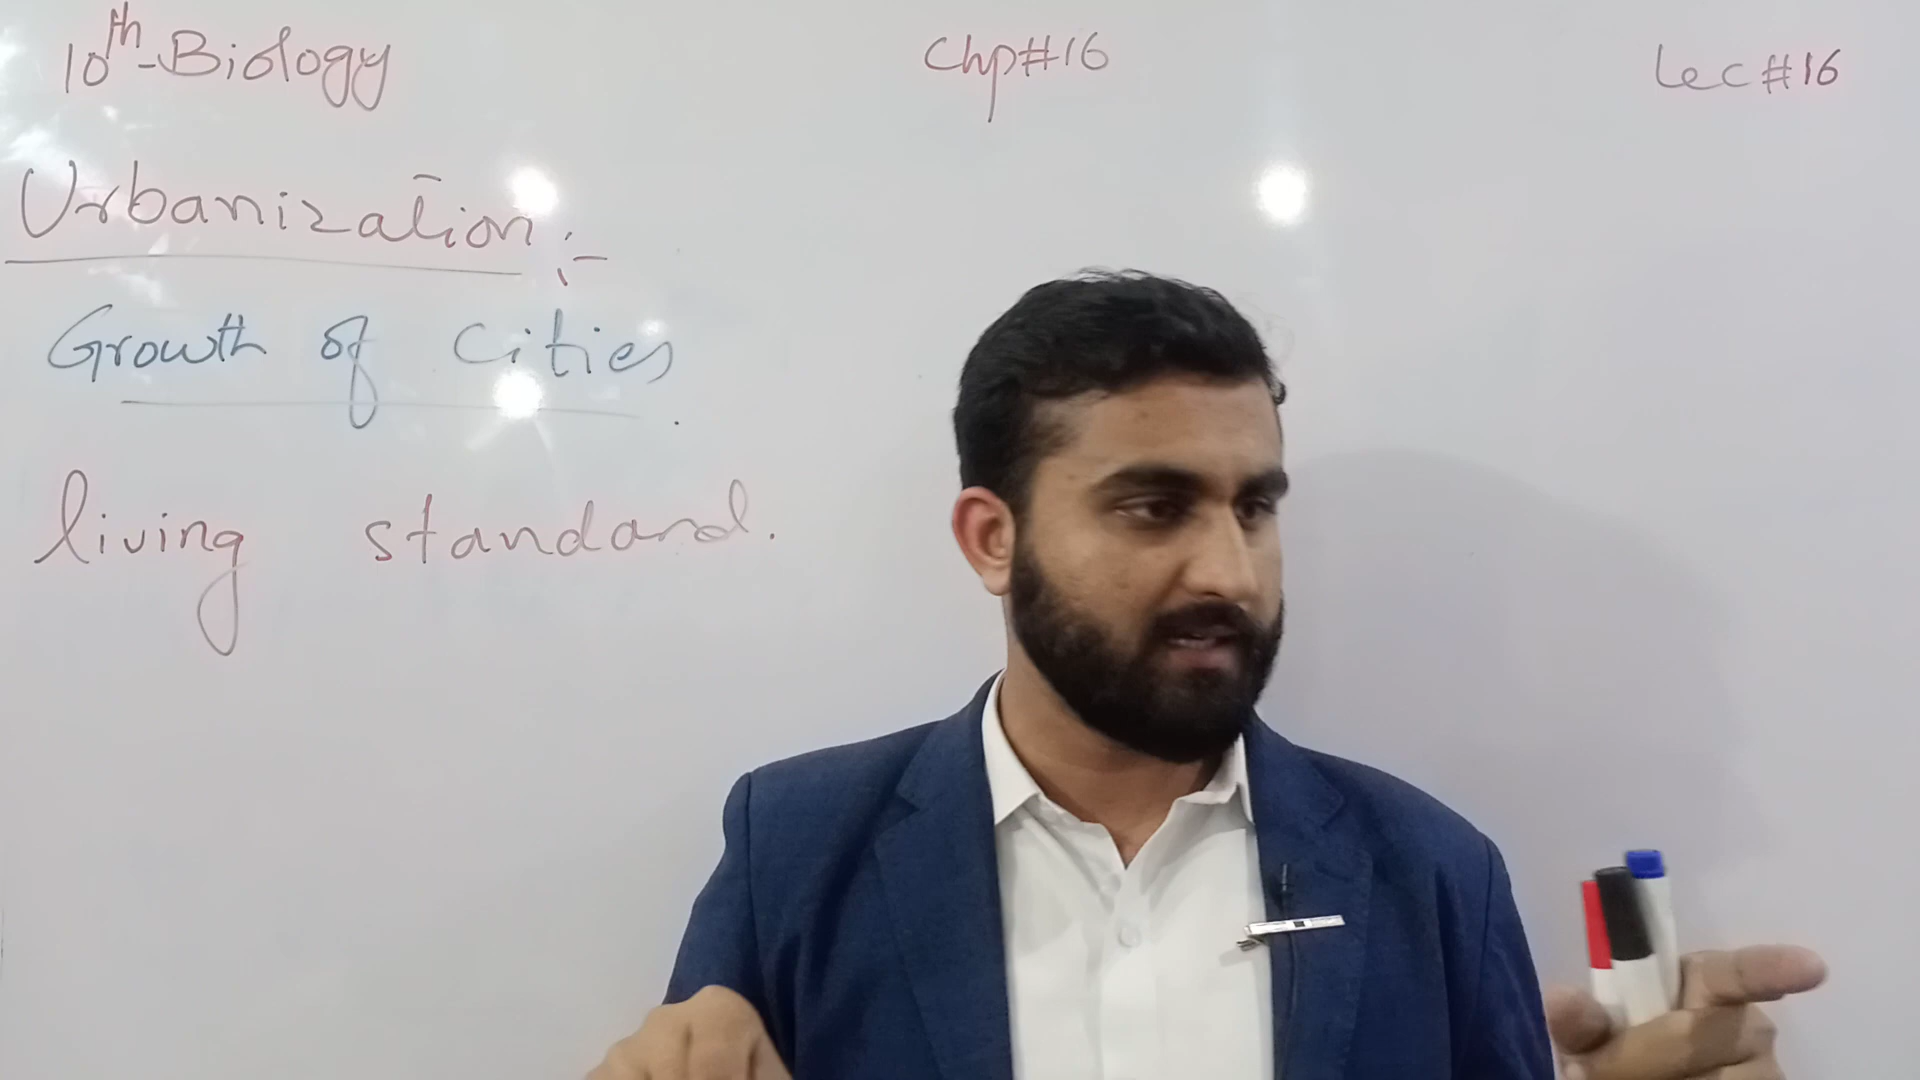 10th-Biology Chp#16 Lec#16
Urbanization:-
Growth of Cities.
living standard.